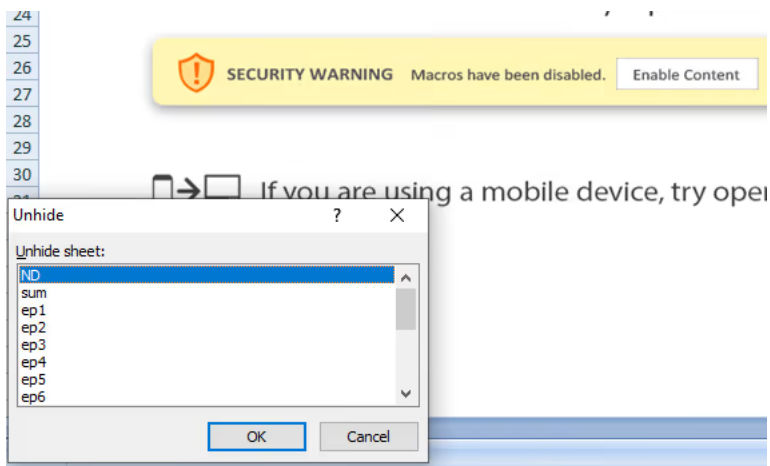 24
25
26
27
28
29
30
SECURITY WARNING Macros have been disabled. Enable Content
If you are using a mobile device, try oper
Unhide ? X
Unhide sheet:
ND
sum
ep1
ep2
ep3
ep4
ep5
ep6
OK Cancel